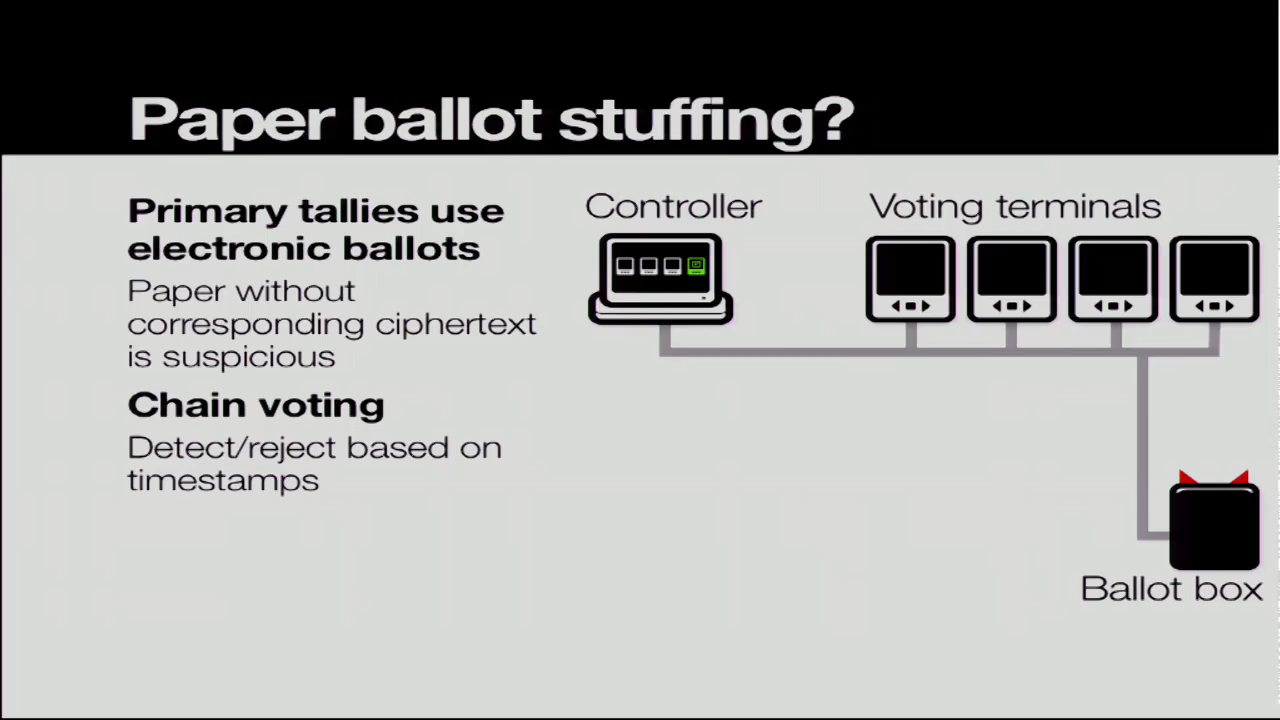 Paper ballot stuffing?
Primary tallies use
electronic ballots
Paper without
corresponding ciphertext
is suspicious
Chain voting
Detect/reject based on
timestamps
Controller
Voting terminals
Ballot box